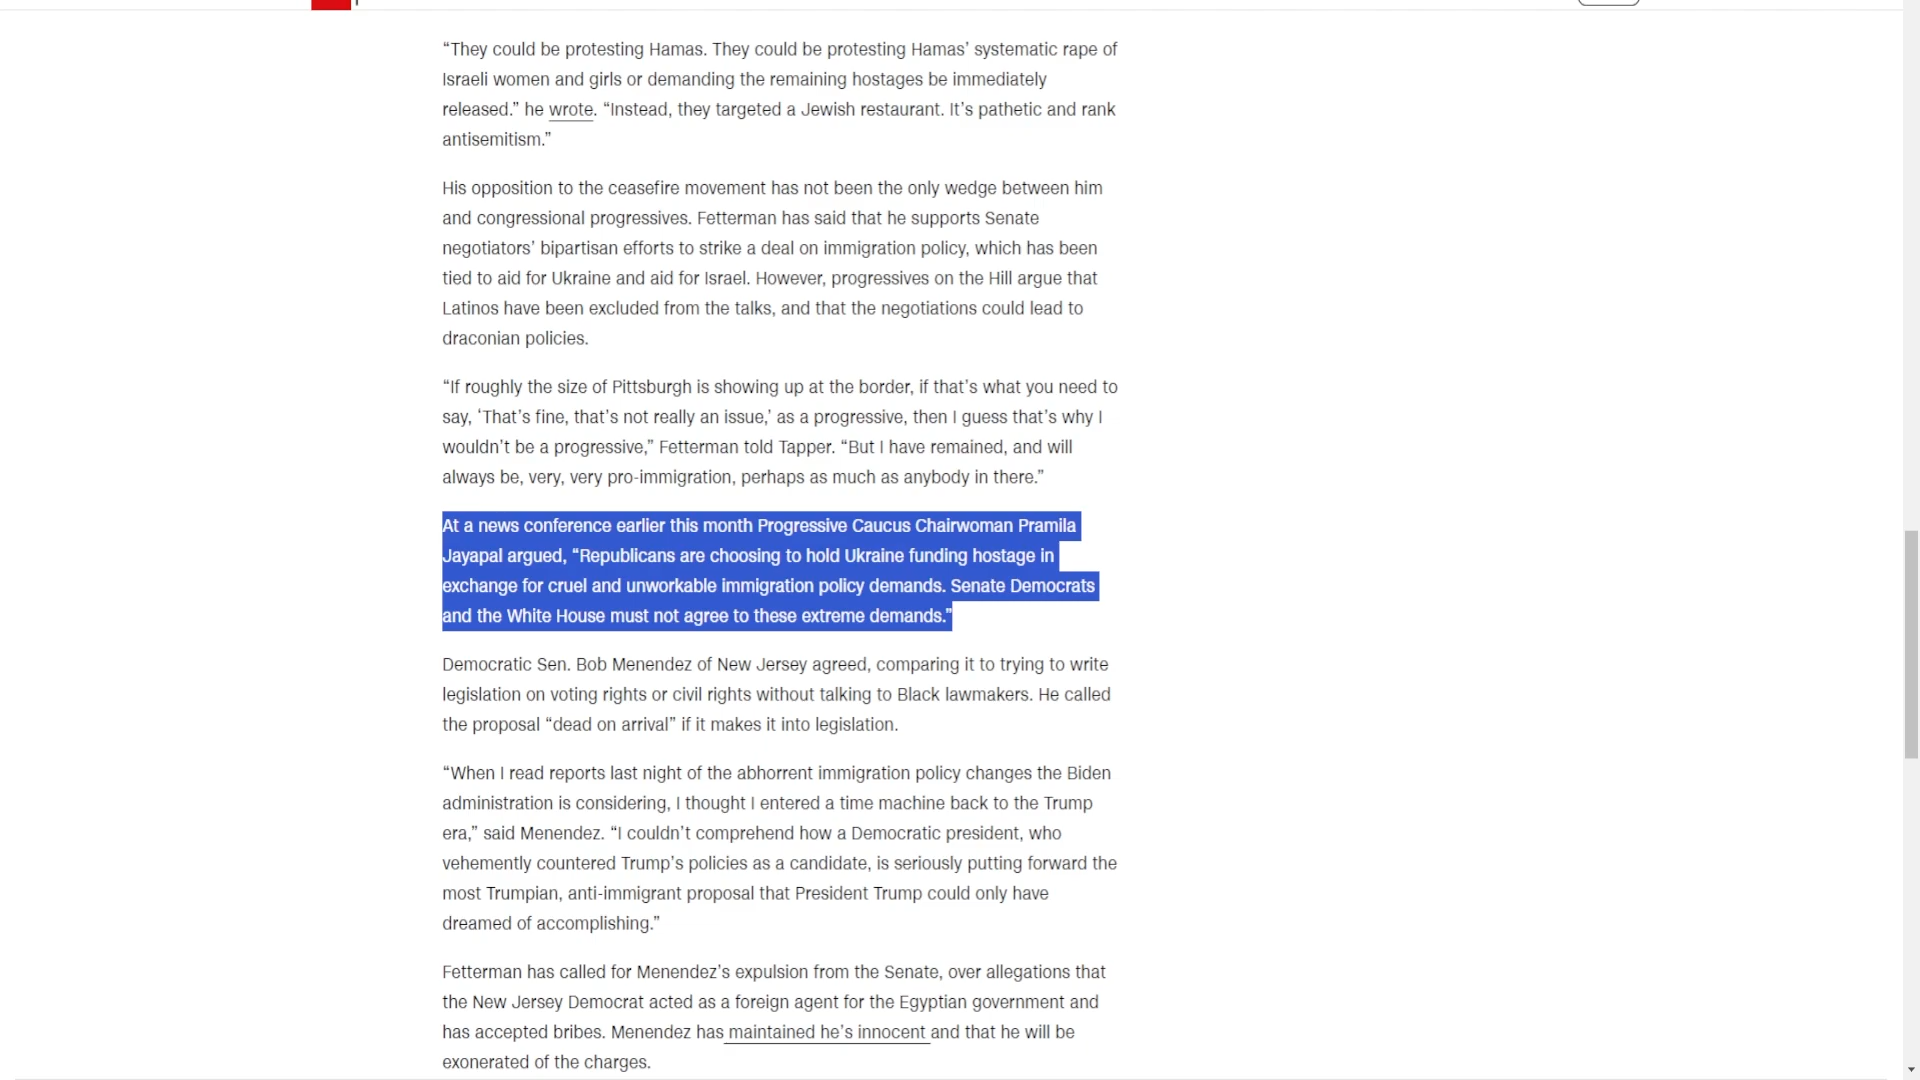 “They could be protesting Hamas. They could be protesting Hamas’ systematic rape of
Israeli women and girls or demanding the remaining hostages be immediately
released.” he wrote. “Instead, they targeted a Jewish restaurant. It’s pathetic and rank
antisemitism.”
His opposition to the ceasefire movement has not been the only wedge between him
and congressional progressives. Fetterman has said that he supports Senate
negotiators’ bipartisan efforts to strike a deal on immigration policy, which has been
tied to aid for Ukraine and aid for Israel. However, progressives on the Hill argue that
Latinos have been excluded from the talks, and that the negotiations could lead to
draconian policies.
“If roughly the size of Pittsburgh is showing up at the border, if that’s what you need to
say, ‘That’s fine, that’s not really an issue,’ as a progressive, then I guess that’s why I
wouldn’t be a progressive,” Fetterman told Tapper. “But I have remained, and will
always be, very, very pro-immigration, perhaps as much as anybody in there.”
At a news conference earlier this month Progressive Caucus Chairwoman Pramila
Jayapal argued, “Republicans are choosing to hold Ukraine funding hostage in
exchange for cruel and unworkable immigration policy demands. Senate Democrats
and the White House must not agree to these extreme demands.”
Democratic Sen. Bob Menendez of New Jersey agreed, comparing it to trying to write
legislation on voting rights or civil rights without talking to Black lawmakers. He called
the proposal “dead on arrival” if it makes it into legislation.
“When I read reports last night of the abhorrent immigration policy changes the Biden
administration is considering, I thought I entered a time machine back to the Trump
era,” said Menendez. “I couldn’t comprehend how a Democratic president, who
vehemently countered Trump’s policies as a candidate, is seriously putting forward the
most Trumpian, anti-immigrant proposal that President Trump could only have
dreamed of accomplishing.”
Fetterman has called for Menendez’s expulsion from the Senate, over allegations that
the New Jersey Democrat acted as a foreign agent for the Egyptian government and
has accepted bribes. Menendez has maintained he’s innocent and that he will be
exonerated of the charges.